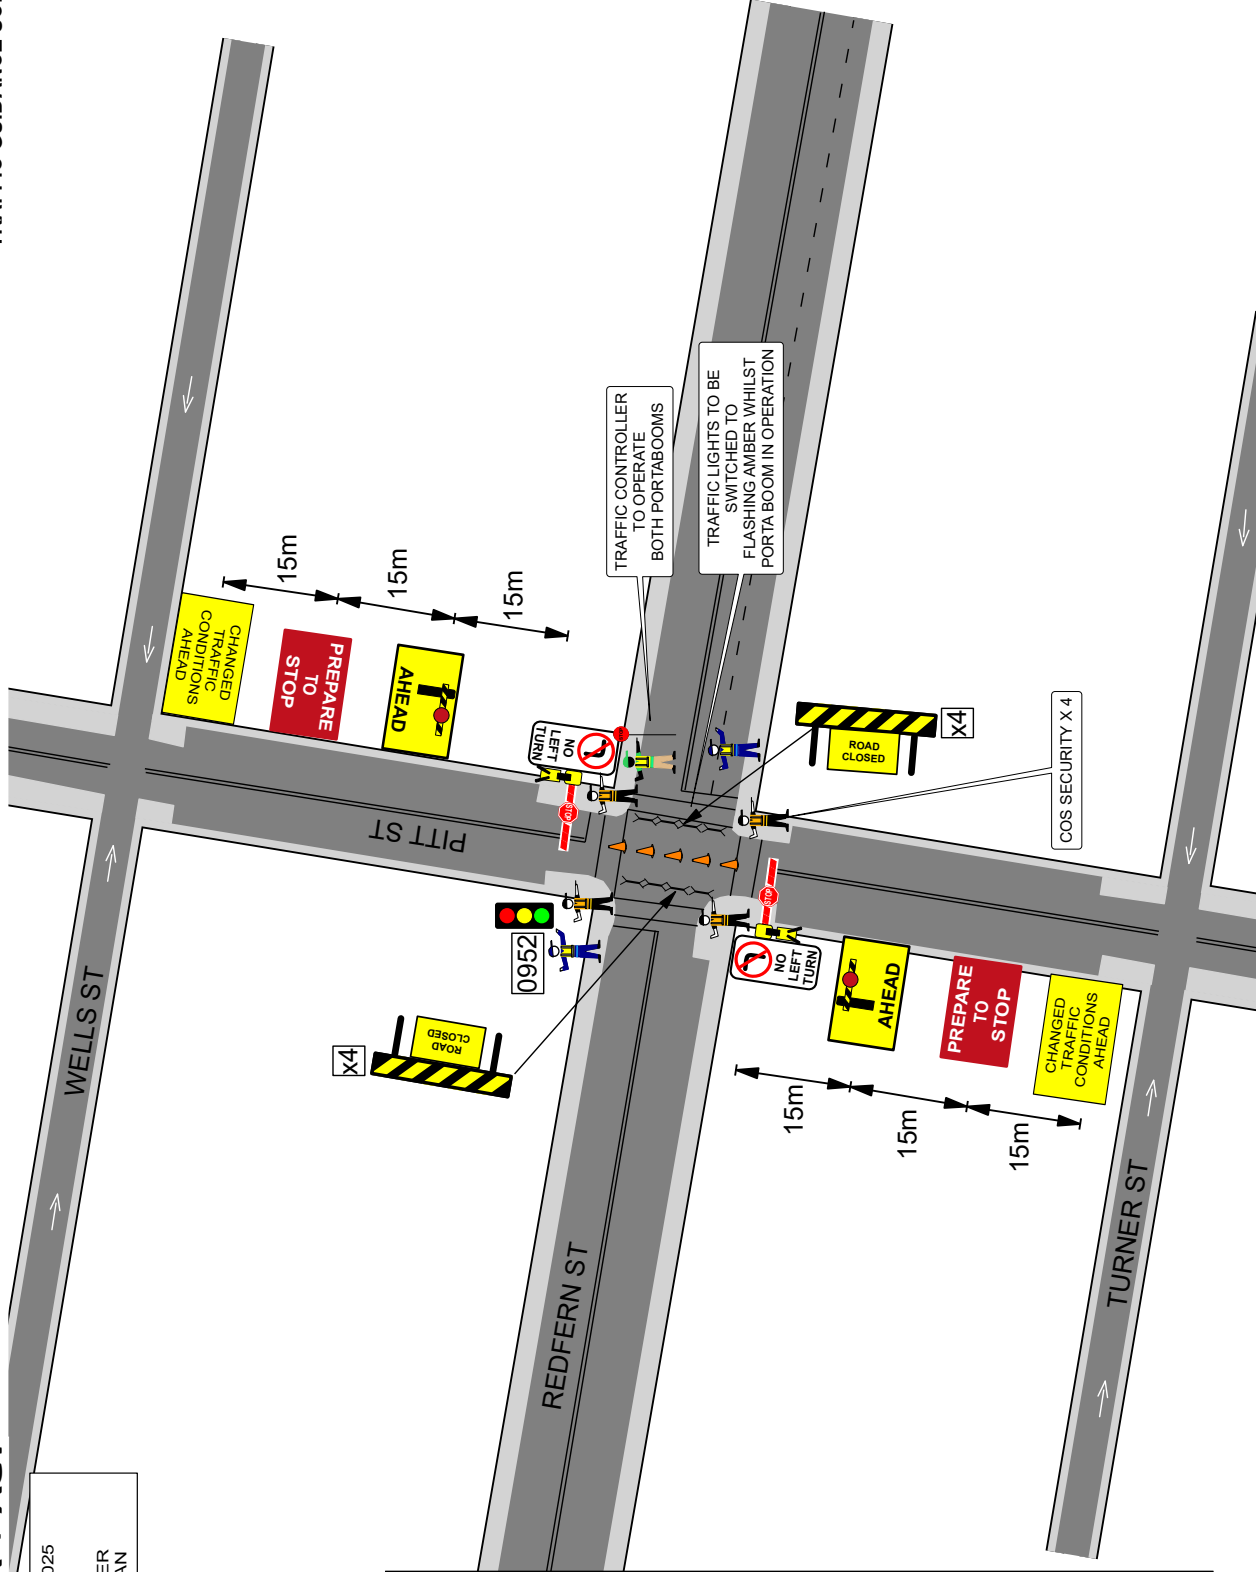 025
ER
AN
WELLS ST
PITT ST
REDFERN ST
TURNER ST
CHANGED
TRAFFIC
CONDITIONS
AHEAD
PREPARE
TO
STOP
AHEAD
NO
LEFT
TURN
STOP
15m
15m
15m
TRAFFIC CONTROLLER
TO OPERATE
BOTH PORTABOOMS
TRAFFIC LIGHTS TO BE
SWITCHED TO
FLASHING AMBER WHILST
PORTA BOOM IN OPERATION
0952
x4
ROAD
CLOSED
ROAD
CLOSED
x4
COS SECURITY X 4
STOP
NO
LEFT
TURN
AHEAD
PREPARE
TO
STOP
CHANGED
TRAFFIC
CONDITIONS
AHEAD
15m
15m
15m